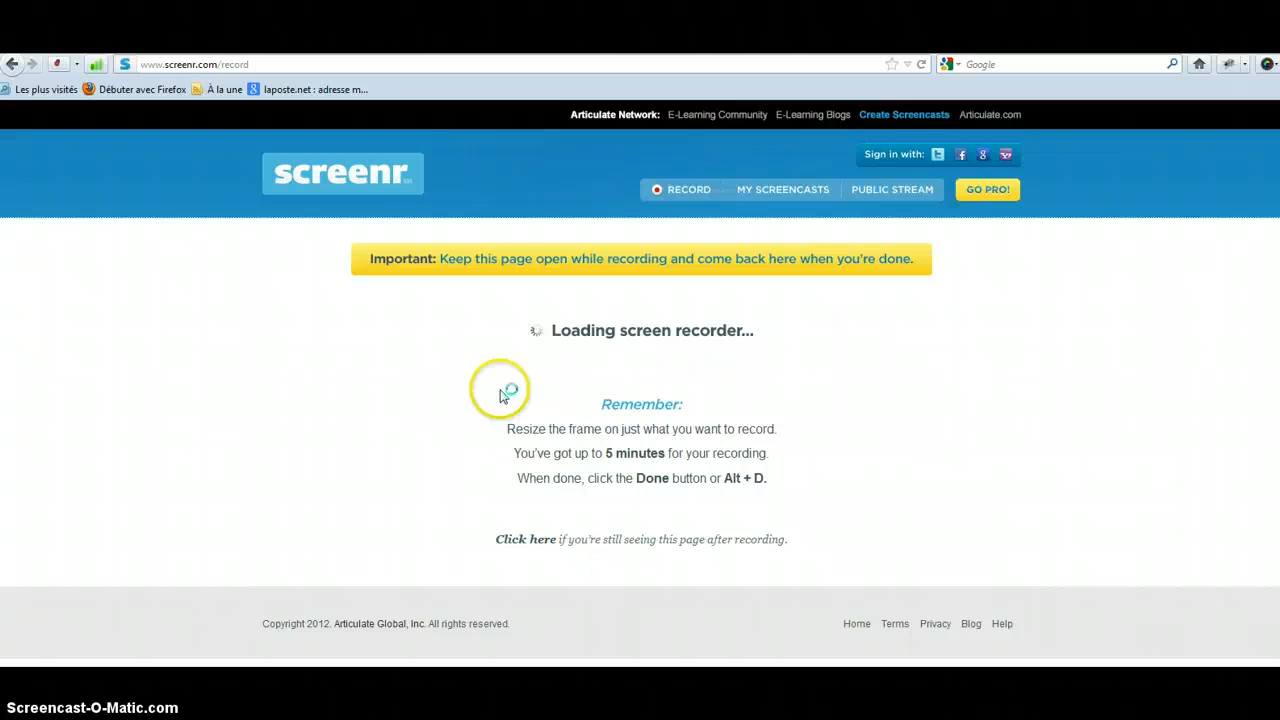 www.screenr.com/record
Google
Les plus visités Débuter avec Firefox À la une laposte.net : adresse m...
Articulate Network: E-Learning Community E-Learning Blogs Create Screencasts Articulate.com
Sign in with:
screenr
RECORD MY SCREENCASTS PUBLIC STREAM GO PRO!
Important: Keep this page open while recording and come back here when you're done.
Loading screen recorder...
Remember:
Resize the frame on just what you want to record.
You've got up to 5 minutes for your recording.
When done, click the Done button or Alt + D.
Click here if you're still seeing this page after recording.
Copyright 2012. Articulate Global, Inc. All rights reserved.
Home Terms Privacy Blog Help
Screencast-O-Matic.com